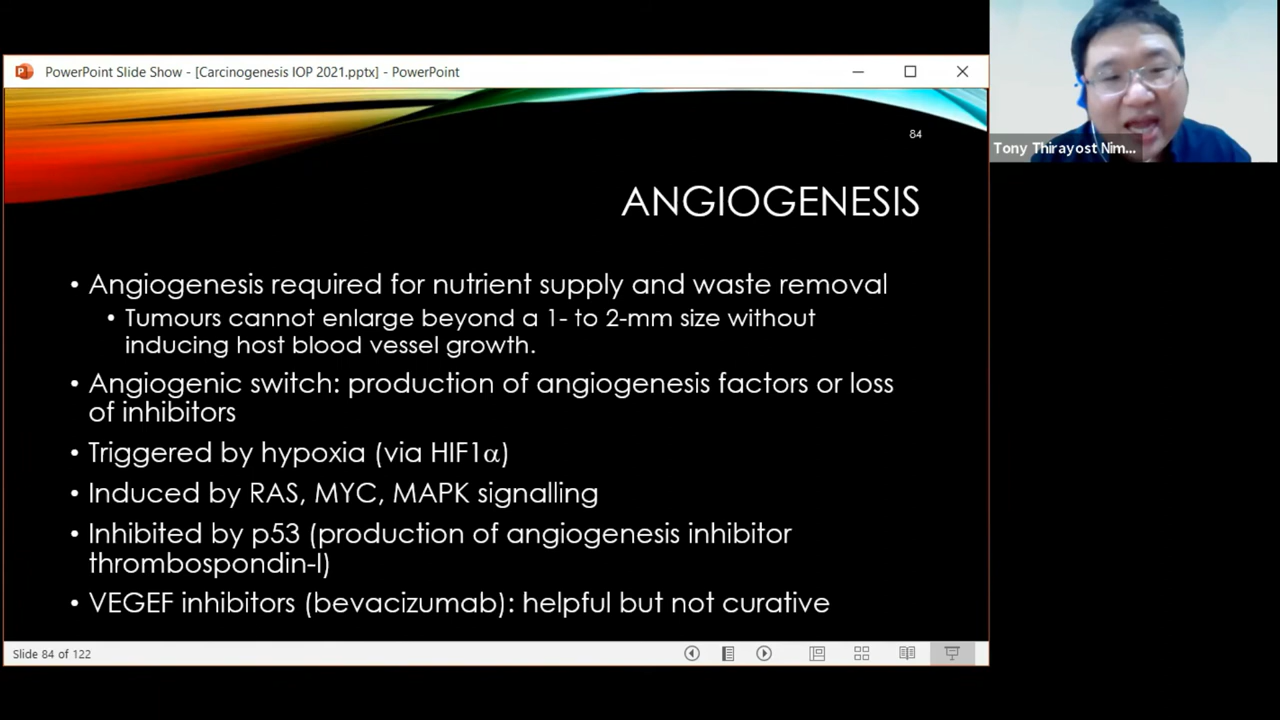 PowerPoint Slide Show - [Carcinogenesis IOP 2021.pptx] - PowerPoint
Tony Thirayost Nim...
84
ANGIOGENESIS
• Angiogenesis required for nutrient supply and waste removal
• Tumours cannot enlarge beyond a 1- to 2-mm size without
inducing host blood vessel growth.
• Angiogenic switch: production of angiogenesis factors or loss
of inhibitors
• Triggered by hypoxia (via HIF1α)
• Induced by RAS, MYC, MAPK signalling
• Inhibited by p53 (production of angiogenesis inhibitor
thrombospondin-I)
• VEGEF inhibitors (bevacizumab): helpful but not curative
Slide 84 of 122